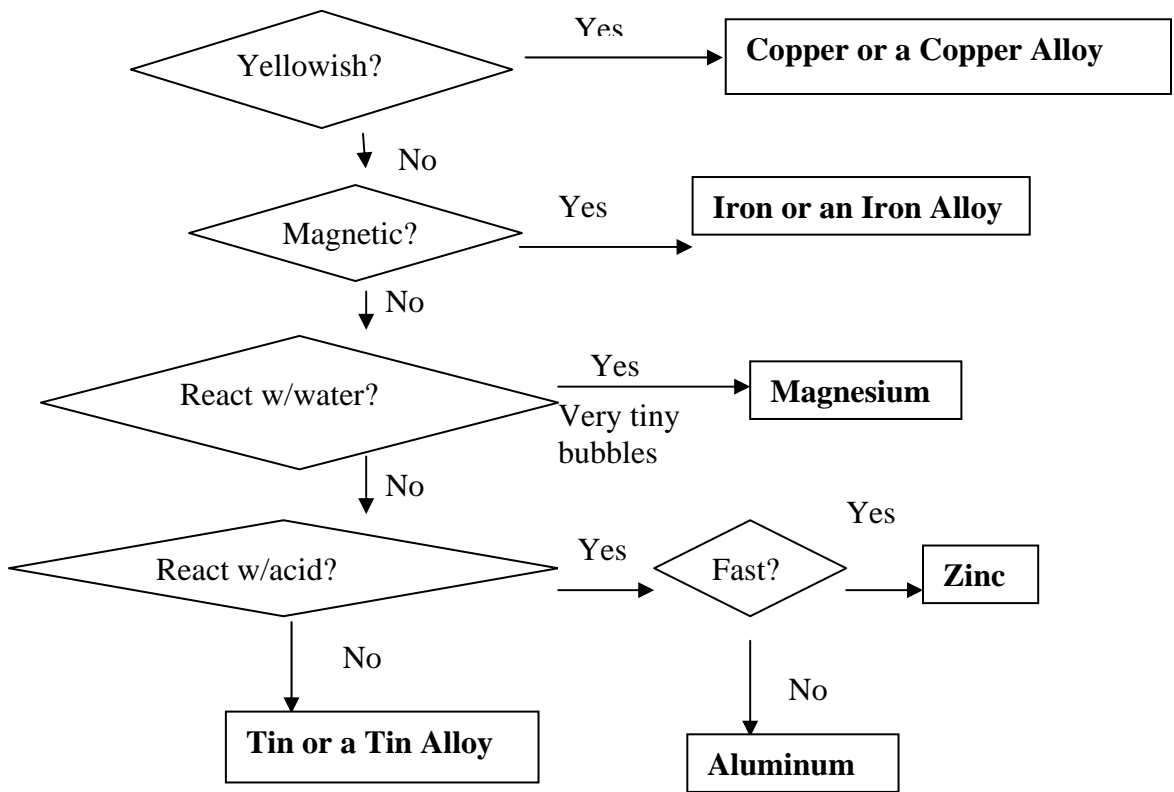 Yes
Yellowish?
Copper or a Copper Alloy
No
Magnetic?
Yes
Iron or an Iron Alloy
No
React w/water?
Yes
Very tiny
bubbles
Magnesium
No
React w/acid?
Yes
Fast?
Yes
Zinc
No
Tin or a Tin Alloy
No
Aluminum